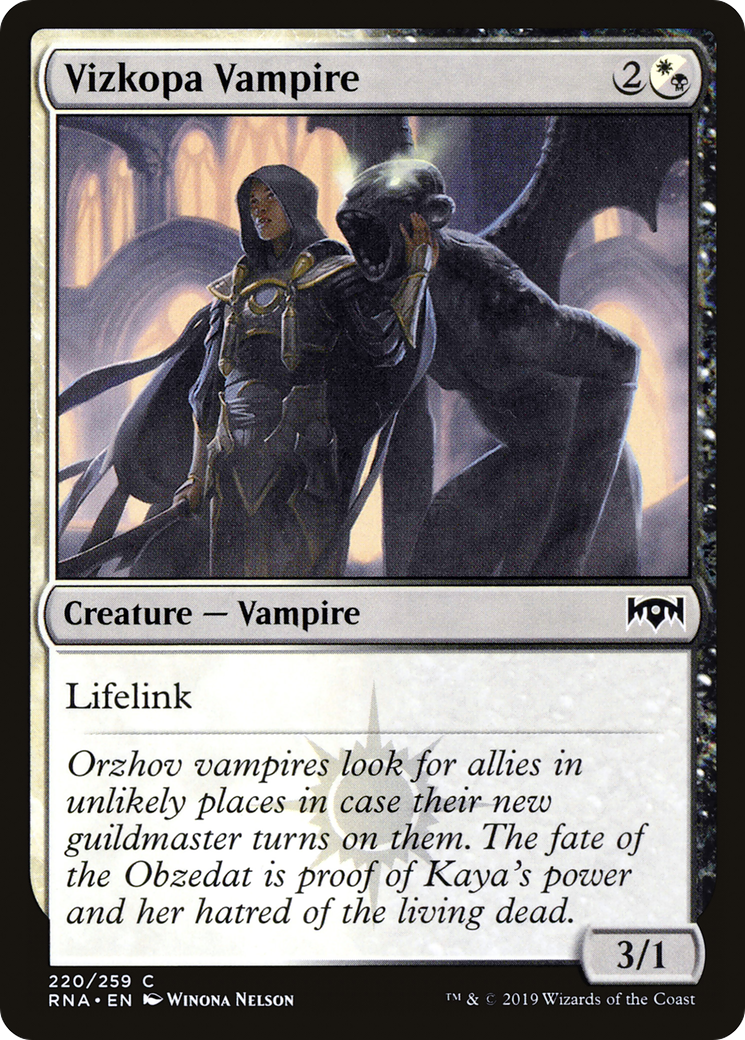 Vizkopa Vampire 2
Creature — Vampire
Lifelink
Orzhov vampires look for allies in
unlikely places in case their new
guildmaster turns on them. The fate of
the Obzedat is proof of Kaya's power
and her hatred of the living dead.
3/1
220/259 C
RNA • EN Winona Nelson
™ & © 2019 Wizards of the Coast